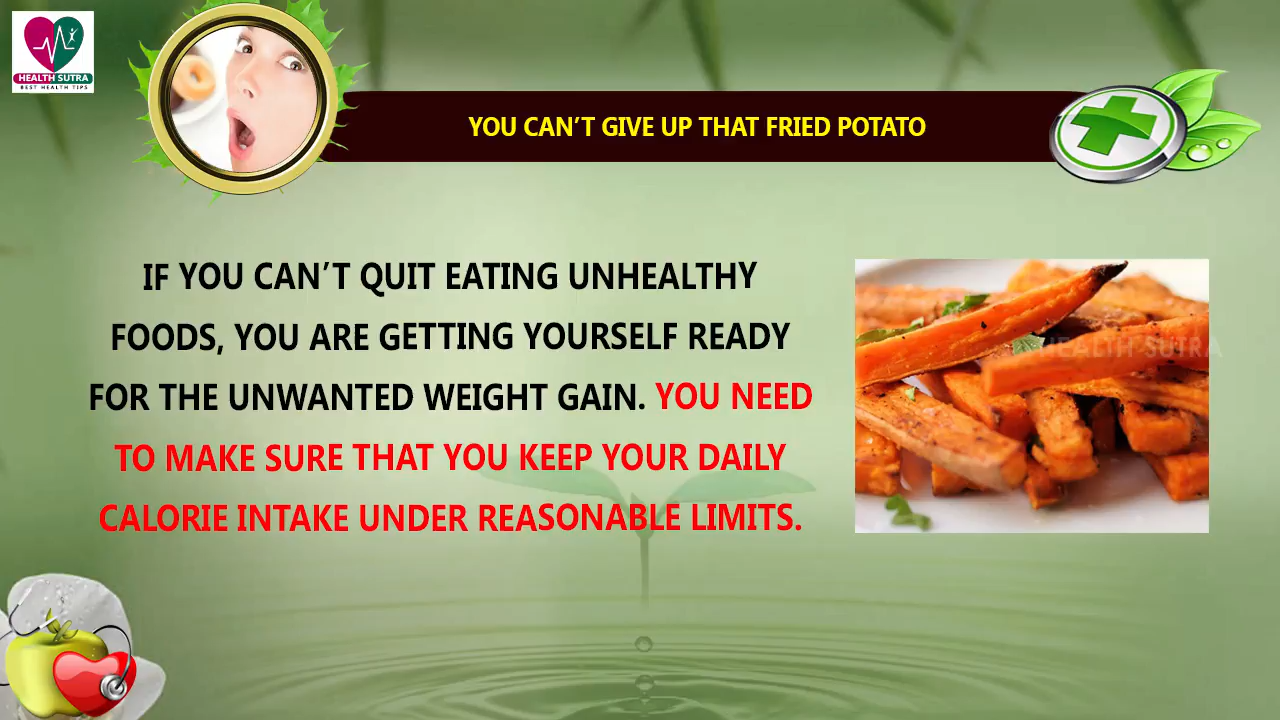 HEALTH SUTRA
BEST HEALTH TIPS
YOU CAN’T GIVE UP THAT FRIED POTATO
IF YOU CAN’T QUIT EATING UNHEALTHY
FOODS, YOU ARE GETTING YOURSELF READY
FOR THE UNWANTED WEIGHT GAIN. YOU NEED
TO MAKE SURE THAT YOU KEEP YOUR DAILY
CALORIE INTAKE UNDER REASONABLE LIMITS.
HEALTH SUTRA